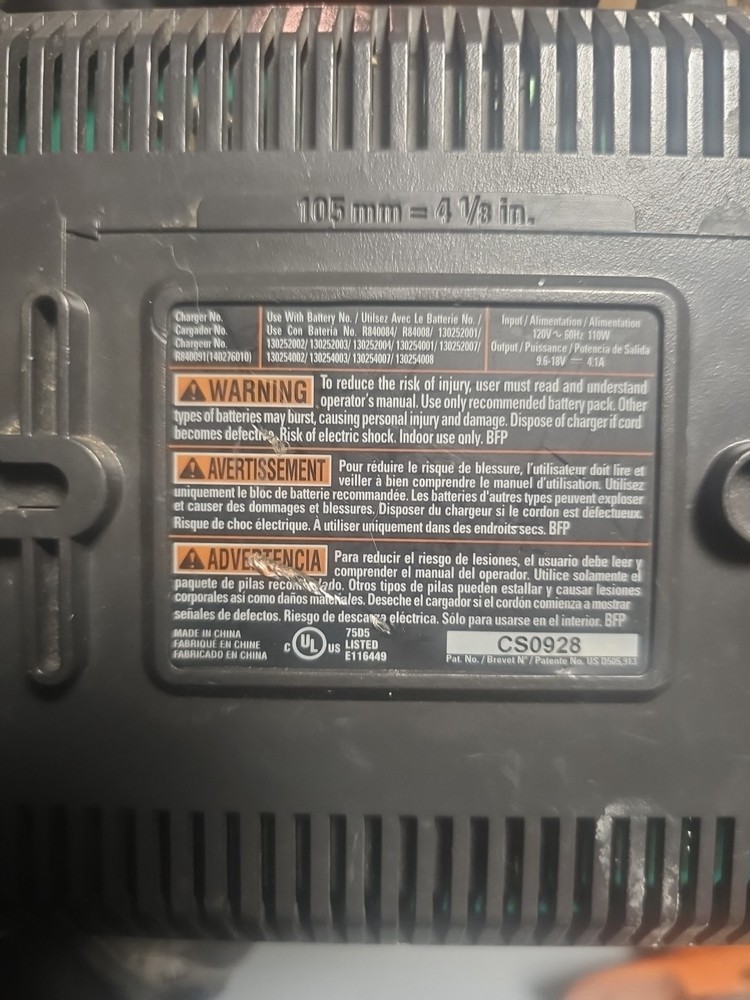 105 mm = 4 1/8 in.
Charger No.
Cargador No.
Chargeur No.
R840091(140276010)
Use With Battery No. / Utilsez Avec Le Batterie No. /
Use Con Bateria No. R840084/ R84008/ 130252001/
130252002/ 130252003/ 130252004/ 130254001/ 130252007/
130254002/ 130254003/ 130254007/ 130254008
Input / Alimentación / Alimentation
120V ~ 60Hz 110W
Output / Puissance / Potencia de Salida
9.6-18V ⎓ 4.1A
⚠ WARNING To reduce the risk of injury, user must read and understand
operator's manual. Use only recommended battery pack. Other
types of batteries may burst, causing personal injury and damage. Dispose of charger if cord
becomes defective. Risk of electric shock. Indoor use only. BFP
⚠ AVERTISSEMENT Pour réduire le risque de blessure, l'utilisateur doit lire et
veiller à bien comprendre le manuel d'utilisation. Utilisez
uniquement le bloc de batterie recommandée. Les batteries d'autres types peuvent exploser
et causer des dommages et blessures. Disposer du chargeur si le cordon est défectueux.
Risque de choc électrique. À utiliser uniquement dans des endroits secs. BFP
⚠ ADVERTENCIA Para reducir el riesgo de lesiones, el usuario debe leer y
comprender el manual del operador. Utilice solamente el
paquete de pilas recomendado. Otros tipos de pilas pueden estallar y causar lesiones
corporales asi como daños materiales. Deseche el cargador si el cordón comienza a mostrar
señales de defectos. Riesgo de descarga eléctrica. Sólo para usarse en el interior. BFP
MADE IN CHINA
FABRIQUÉ EN CHINE
FABRICADO EN CHINA
C UL US
75D5
LISTED
E116449
CS0928
Pat. No. / Brevet N° / Patente No. US D505,913